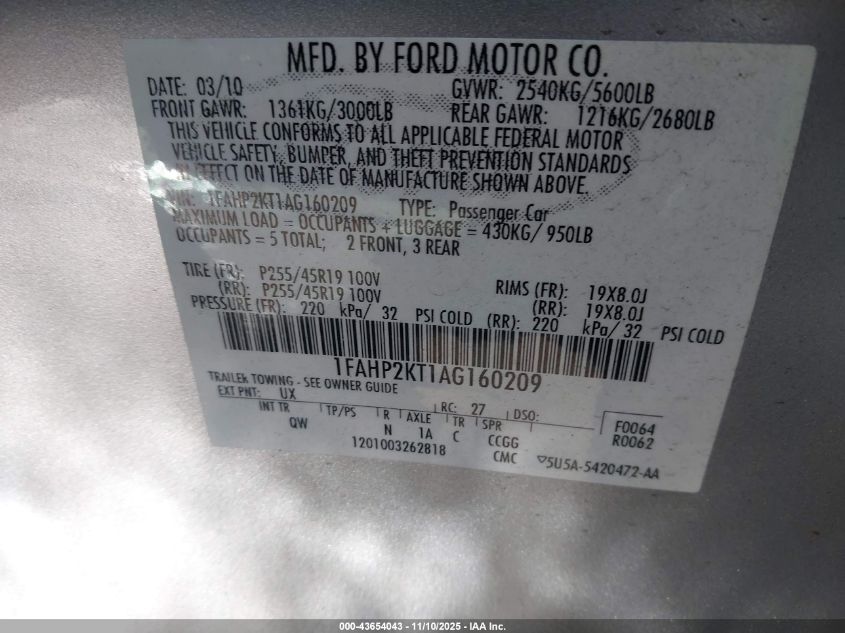 MFD. BY FORD MOTOR CO.
DATE: 03/10 GVWR: 2540KG/5600LB
FRONT GAWR: 1361KG/3000LB REAR GAWR: 1216KG/2680LB
THIS VEHICLE CONFORMS TO ALL APPLICABLE FEDERAL MOTOR
VEHICLE SAFETY, BUMPER, AND THEFT PREVENTION STANDARDS
IN EFFECT ON THE DATE OF MANUFACTURE SHOWN ABOVE.
VIN: 1FAHP2KT1AG160209 TYPE: Passenger Car
MAXIMUM LOAD = OCCUPANTS + LUGGAGE = 430KG/ 950LB
OCCUPANTS = 5 TOTAL; 2 FRONT, 3 REAR
TIRE (FR): P255/45R19 100V RIMS (FR): 19X8.0J
(RR): P255/45R19 100V (RR): 19X8.0J
PRESSURE (FR): 220 kPa/ 32 PSI COLD (RR): 220 kPa/ 32 PSI COLD
1FAHP2KT1AG160209
TRAILER TOWING - SEE OWNER GUIDE
EXT PNT: UX RC: 27 DSO:
INT TR TP/PS R AXLE TR SPR F0064
QW N 1A C CCGG R0062
1201003262818 CMC ▽5U5A-5420472-AA
000-43654043 - 11/10/2025 - IAA Inc.